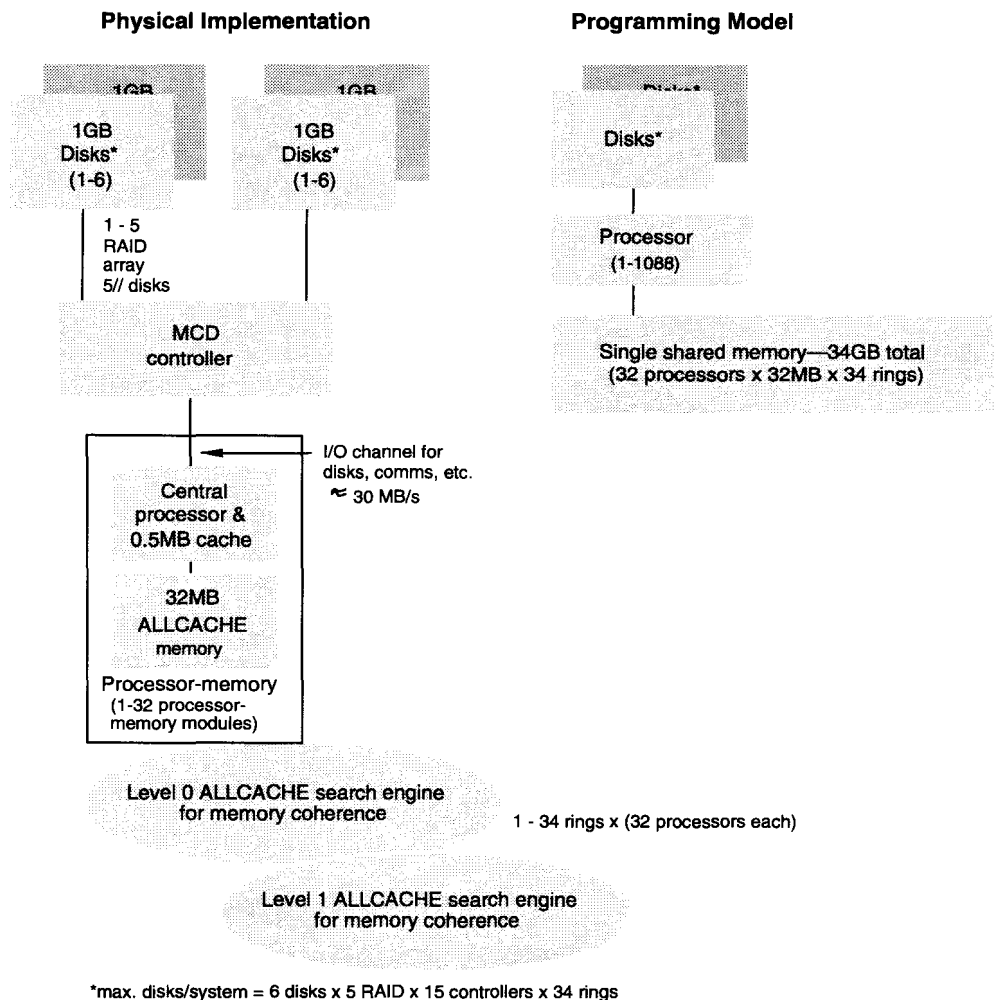 Physical Implementation
Programming Model
1GB
1GB
Disks*
(1-6)
1GB
1GB
Disks*
(1-6)
Disks*
Disks*
1 - 5
RAID
array
5// disks
Processor
(1-1088)
MCD
controller
Single shared memory—34GB total
(32 processors x 32MB x 34 rings)
I/O channel for
disks, comms, etc.
≈ 30 MB/s
Central
processor &
0.5MB cache
32MB
ALLCACHE
memory
Processor-memory
(1-32 processor-
memory modules)
Level 0 ALLCACHE search engine
for memory coherence
1 - 34 rings x (32 processors each)
Level 1 ALLCACHE search engine
for memory coherence
*max. disks/system = 6 disks x 5 RAID x 15 controllers x 34 rings